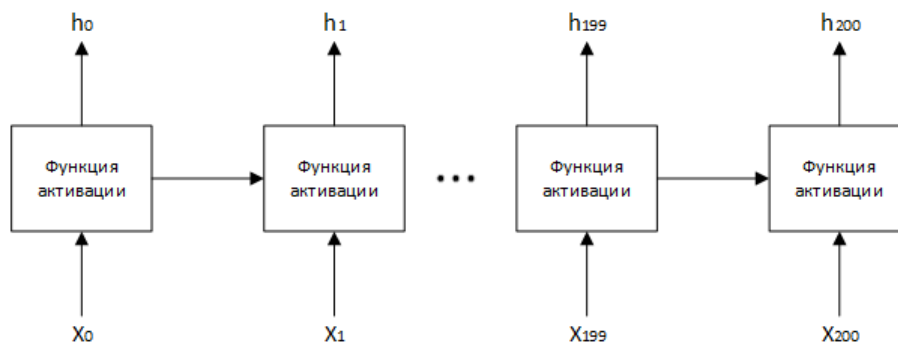 h0 h1 h199 h200
Функция Функция Функция Функция
активации активации ... активации активации
X0 X1 X199 X200